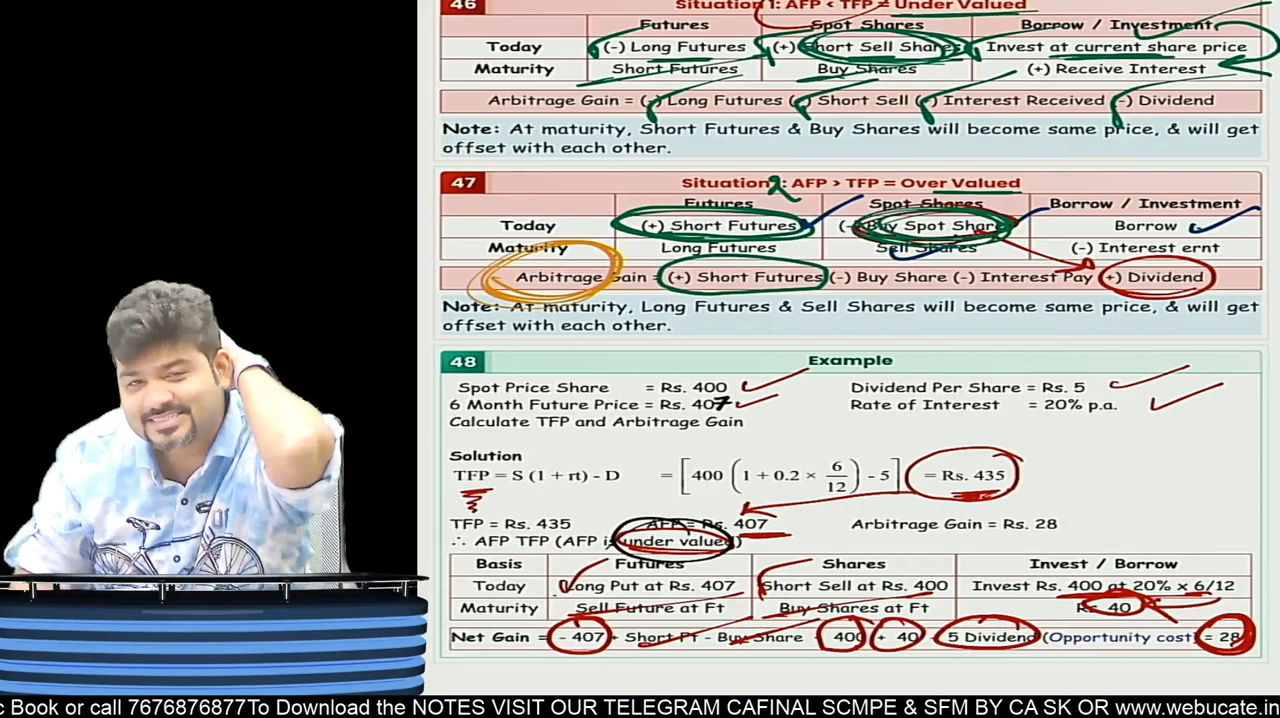 46 Situation 1: AFP < TFP = Under Valued
Futures Spot Shares Borrow / Investment
Today (-) Long Futures (+) Short Sell Shares Invest at current share price
Maturity Short Futures Buy Shares (+) Receive Interest
Arbitrage Gain = (-) Long Futures (+) Short Sell (+) Interest Received (-) Dividend
Note: At maturity, Short Futures & Buy Shares will become same price, & will get
offset with each other.
47 Situation 2: AFP > TFP = Over Valued
Futures Spot Shares Borrow / Investment
Today (+) Short Futures (-) Buy Spot Share Borrow
Maturity Long Futures Sell Shares (-) Interest ernt
Arbitrage Gain = (+) Short Futures (-) Buy Share (-) Interest Pay (+) Dividend
Note: At maturity, Long Futures & Sell Shares will become same price, & will get
offset with each other.
48 Example
Spot Price Share = Rs. 400 Dividend Per Share = Rs. 5
6 Month Future Price = Rs. 407 Rate of Interest = 20% p.a.
Calculate TFP and Arbitrage Gain
Solution
TFP = S (1 + rt) - D = [400 (1 + 0.2 × 6/12) - 5] = Rs. 435
TFP = Rs. 435 AFP = Rs. 407 Arbitrage Gain = Rs. 28
∴ AFP TFP (AFP is under valued)
Basis Futures Shares Invest / Borrow
Today Long Put at Rs. 407 Short Sell at Rs. 400 Invest Rs. 400 at 20% x 6/12
Maturity Sell Future at Ft Buy Shares at Ft Rs. 40
Net Gain = - 407 + Short Ft - Buy Share 400 + 40 5 Dividend (Opportunity cost) = 28
c Book or call 7676876877To Download the NOTES VISIT OUR TELEGRAM CAFINAL SCMPE & SFM BY CA SK OR www.webucate.in